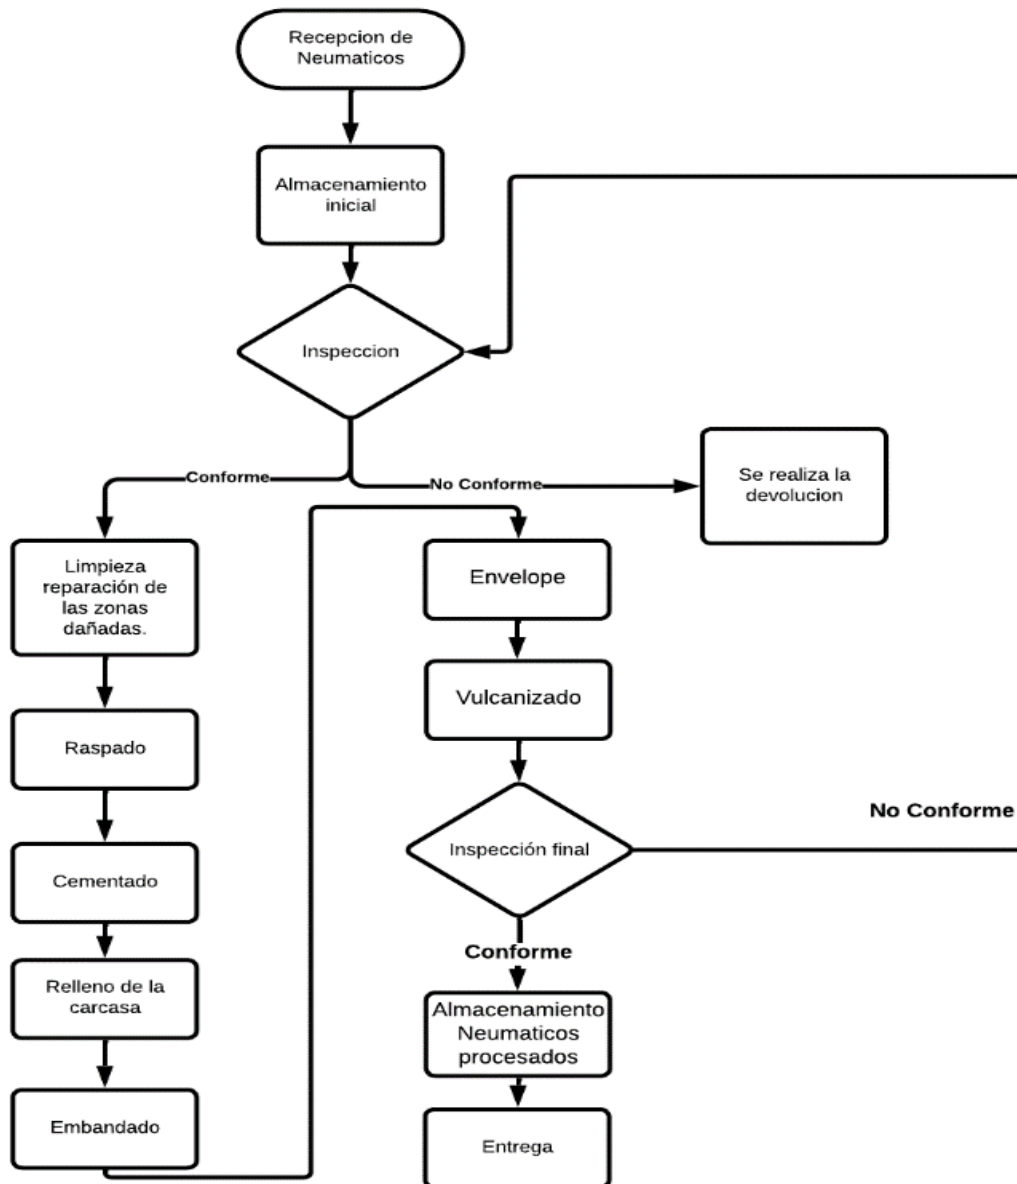 Recepcion de
Neumaticos
Almacenamiento
inicial
Inspeccion
Conforme
No Conforme
Se realiza la
devolucion
Limpieza
reparación de
las zonas
dañadas.
Raspado
Cementado
Relleno de la
carcasa
Embandado
Envelope
Vulcanizado
Inspección final
No Conforme
Conforme
Almacenamiento
Neumaticos
procesados
Entrega